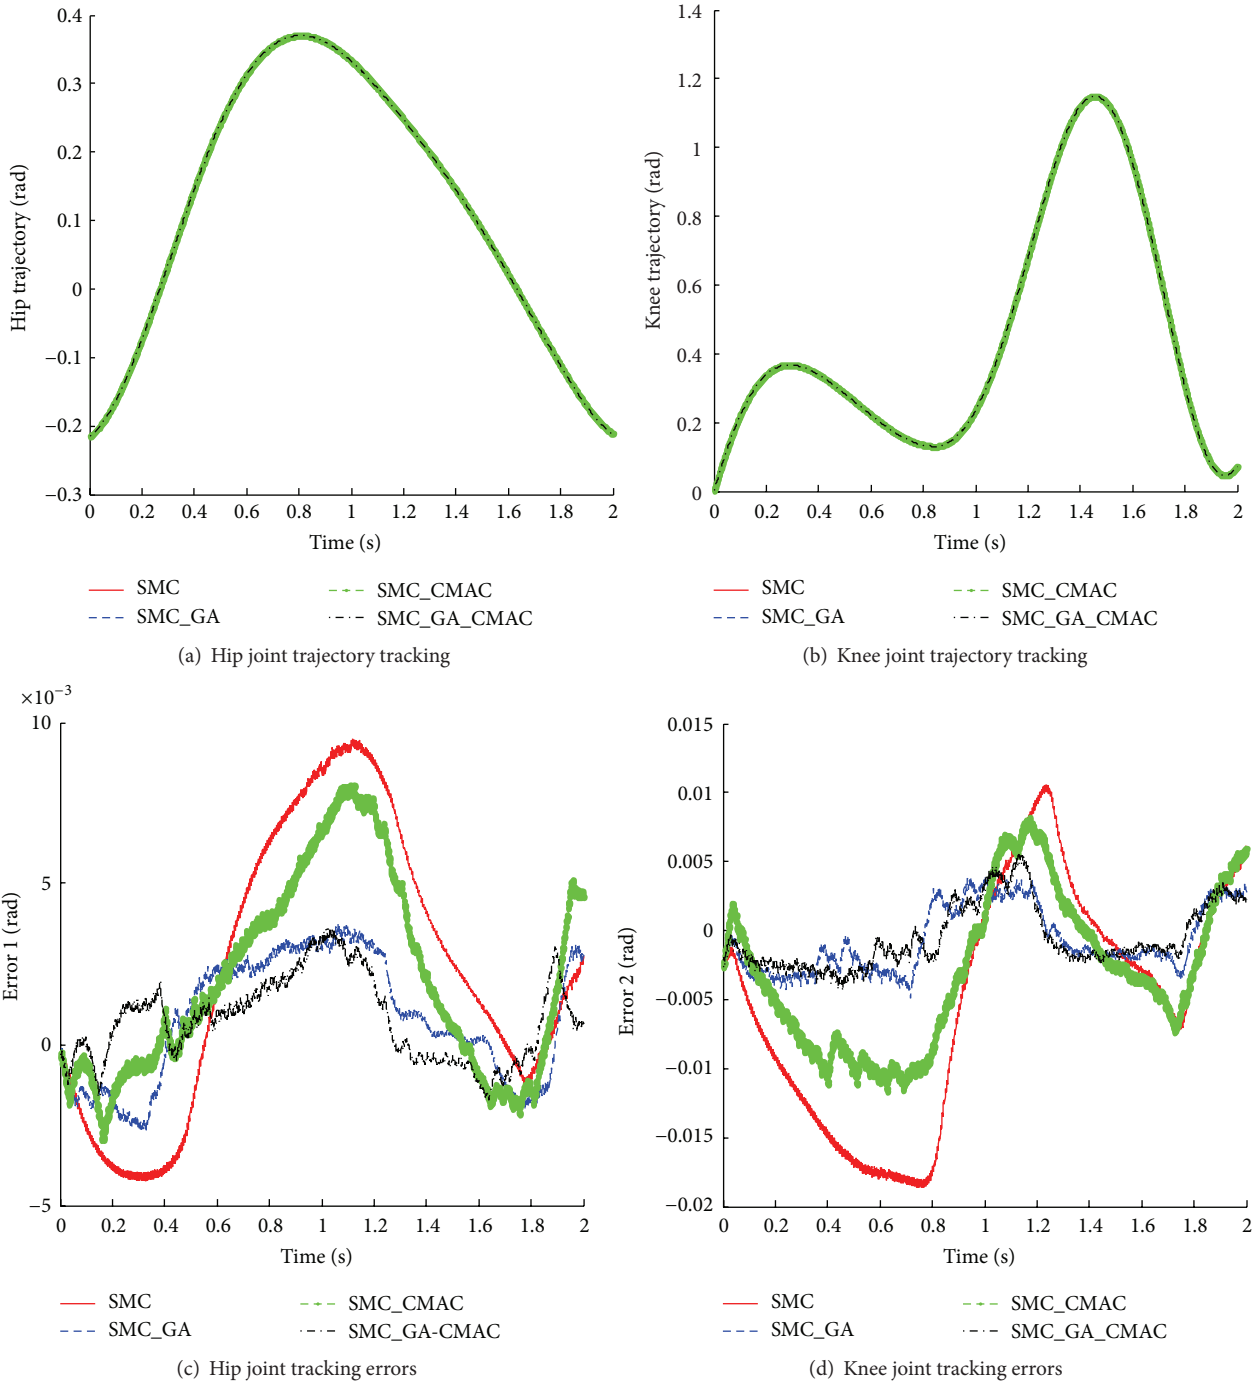 0.4
0.3
0.2
0.1
0
−0.1
−0.2
−0.3
Hip trajectory (rad)
0 0.2 0.4 0.6 0.8 1 1.2 1.4 1.6 1.8 2
Time (s)
SMC
SMC_GA
SMC_CMAC
SMC_GA_CMAC
(a) Hip joint trajectory tracking
1.4
1.2
1
0.8
0.6
0.4
0.2
0
Knee trajectory (rad)
0 0.2 0.4 0.6 0.8 1 1.2 1.4 1.6 1.8 2
Time (s)
SMC
SMC_GA
SMC_CMAC
SMC_GA_CMAC
(b) Knee joint trajectory tracking
×10−3
10
5
0
−5
Error 1 (rad)
0 0.2 0.4 0.6 0.8 1 1.2 1.4 1.6 1.8 2
Time (s)
SMC
SMC_GA
SMC_CMAC
SMC_GA-CMAC
(c) Hip joint tracking errors
0.015
0.01
0.005
0
−0.005
−0.01
−0.015
−0.02
Error 2 (rad)
0 0.2 0.4 0.6 0.8 1 1.2 1.4 1.6 1.8 2
Time (s)
SMC
SMC_GA
SMC_CMAC
SMC_GA_CMAC
(d) Knee joint tracking errors